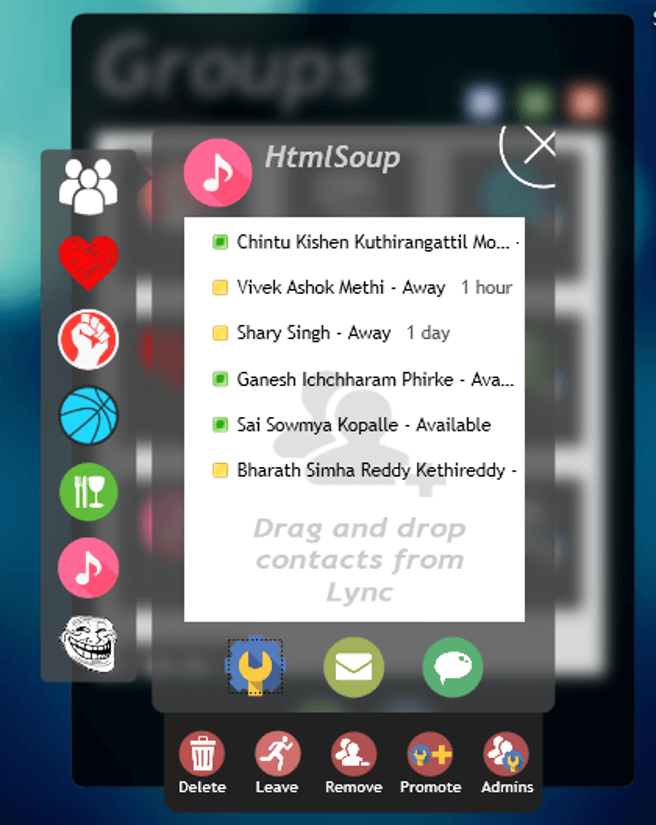 Groups
HtmlSoup
Chintu Kishen Kuthirangattil Mo... -
Vivek Ashok Methi - Away 1 hour
Shary Singh - Away 1 day
Ganesh Ichchharam Phirke - Ava...
Sai Sowmya Kopalle - Available
Bharath Simha Reddy Kethireddy -
Drag and drop
contacts from
Lync
Delete Leave Remove Promote Admins